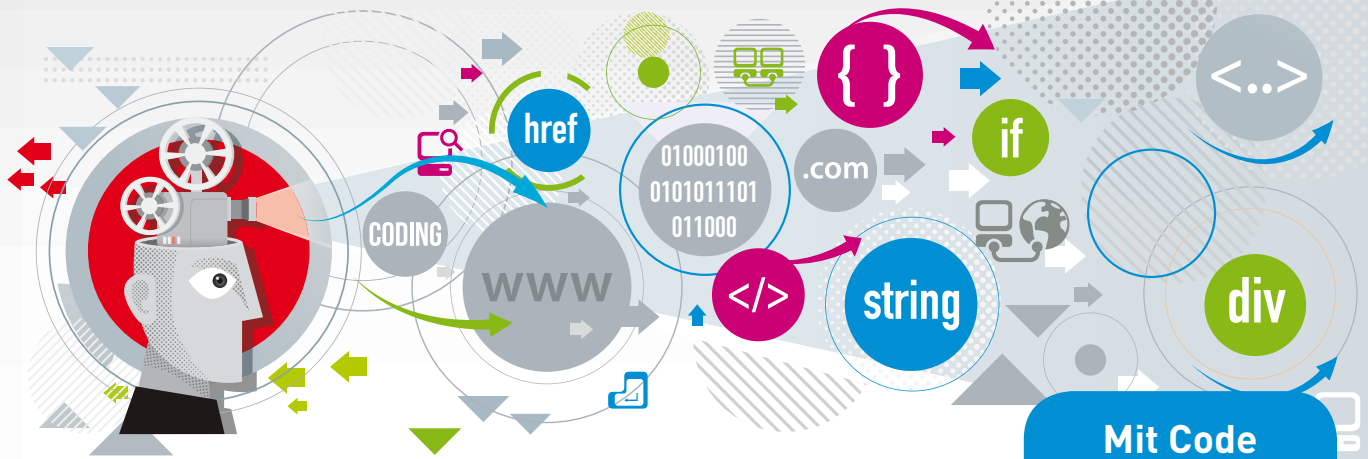 CODING
href
www
01000100
0101011101
011000
</>
{ }
.com
string
if
<..>
div
Mit Code